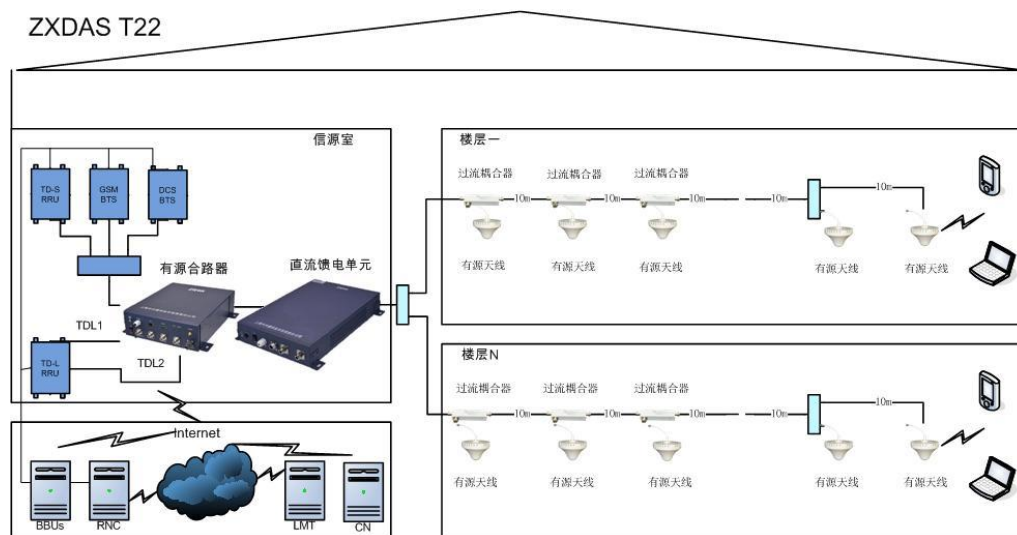 ZXDAS T22
信源室
TD-S
RRU
GSM
BTS
DCS
BTS
有源合路器
直流馈电单元
TDL1
TDL2
TD-L
RRU
Internet
BBUs
RNC
LMT
CN
楼层一
过流耦合器
过流耦合器
过流耦合器
10m
10m
10m
10m
10m
有源天线
有源天线
有源天线
有源天线
有源天线
楼层N
过流耦合器
过流耦合器
过流耦合器
10m
10m
10m
10m
10m
有源天线
有源天线
有源天线
有源天线
有源天线